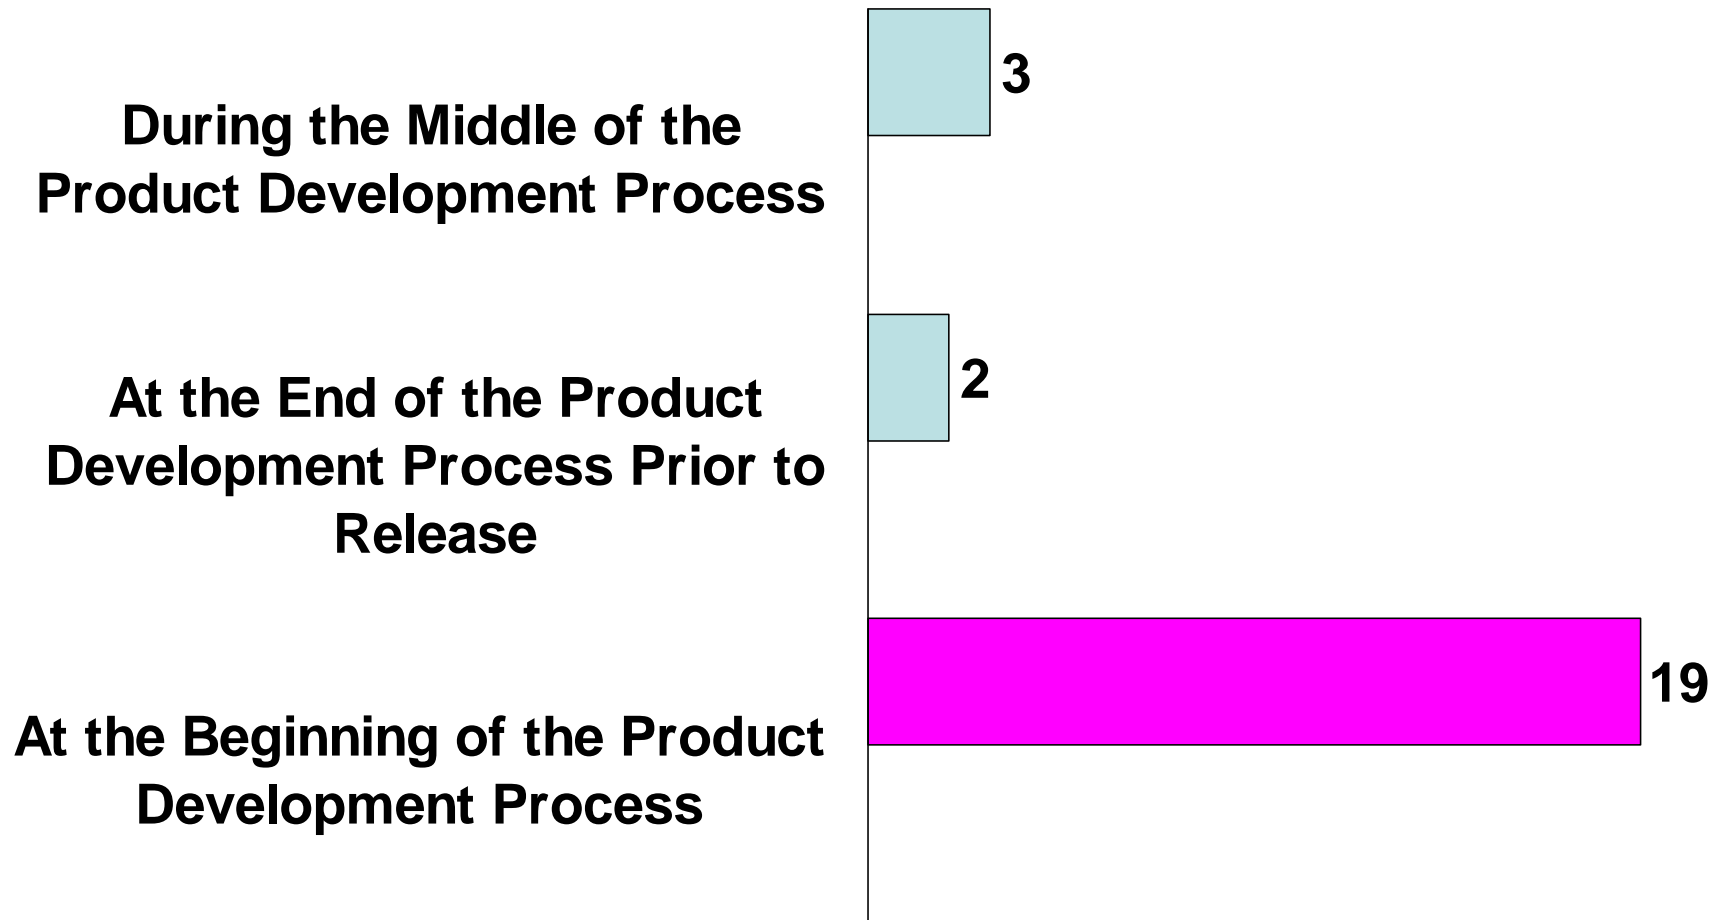 3
During the Middle of the
Product Development Process
2
At the End of the Product
Development Process Prior to
Release
19
At the Beginning of the Product
Development Process